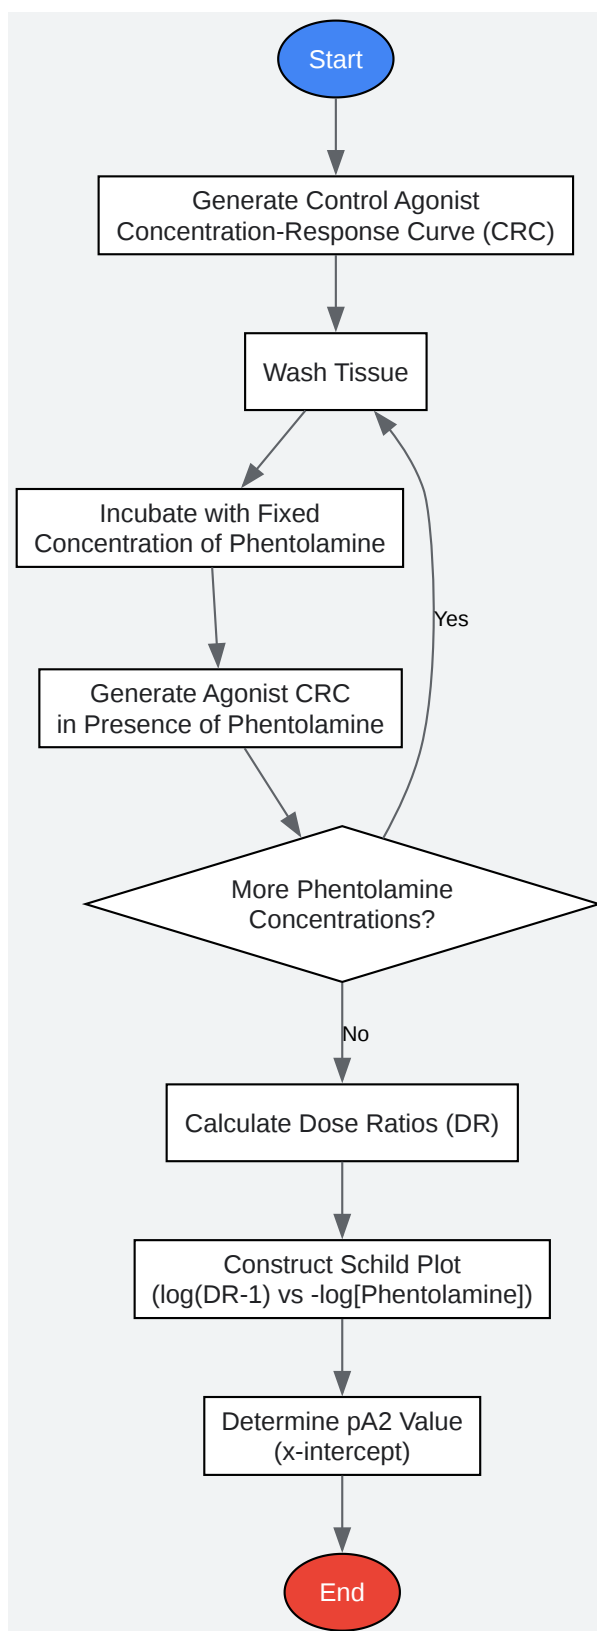 Start
Generate Control Agonist
Concentration-Response Curve (CRC)
Wash Tissue
Incubate with Fixed
Concentration of Phentolamine
Yes
Generate Agonist CRC
in Presence of Phentolamine
More Phentolamine
Concentrations?
No
Calculate Dose Ratios (DR)
Construct Schild Plot
(log(DR-1) vs -log[Phentolamine])
Determine pA2 Value
(x-intercept)
End